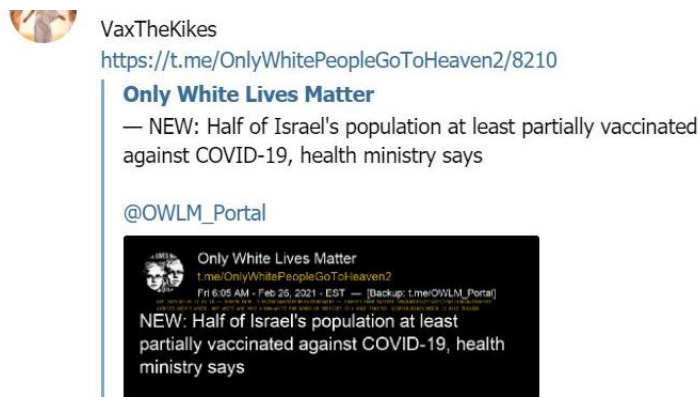 VaxTheKikes
https://t.me/OnlyWhitePeopleGoToHeaven2/8210
Only White Lives Matter
— NEW: Half of Israel's population at least partially vaccinated
against COVID-19, health ministry says
@OWLM_Portal
Only White Lives Matter
t.me/OnlyWhitePeopleGoToHeaven2
Fri 6:05 AM - Feb 26, 2021 - EST — [Backup: t.me/OWLM_Portal]
NEW: Half of Israel's population at least
partially vaccinated against COVID-19, health
ministry says